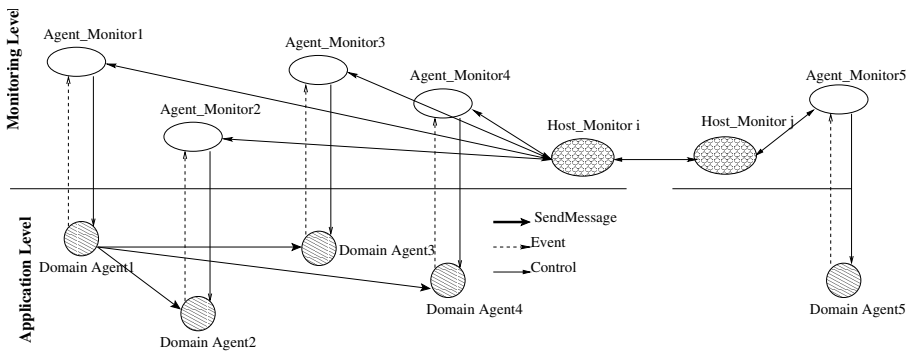 Monitoring Level
Agent_Monitor1
Agent_Monitor3
Agent_Monitor4
Agent_Monitor5
Agent_Monitor2
Host_Monitor i
Host_Monitor j
Application Level
SendMessage
Event
Control
Domain Agent1
Domain Agent3
Domain Agent4
Domain Agent5
Domain Agent2